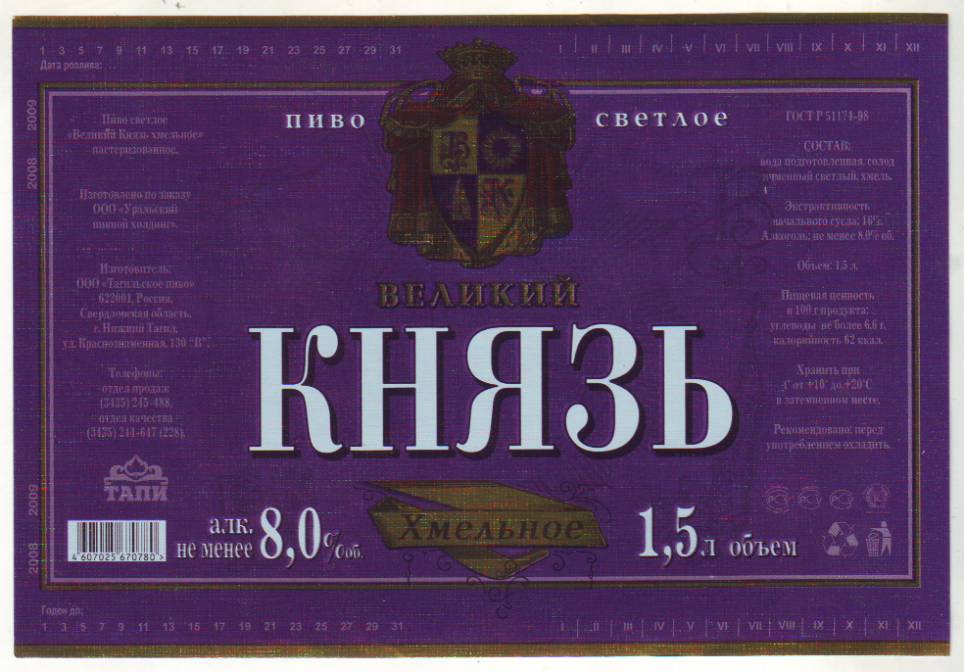 1 3 5 7 9 11 13 15 17 19 21 23 25 27 29 31
I II III IV V VI VII VIII IX X XI XII
Дата розлива:
2009
2008
Пиво светлое
«Великий Князь хмельное»
пастеризованное.
Изготовлено по заказу
ООО «Уральский
пивной холдинг».
Изготовитель:
ООО «Тагильское пиво»
622001, Россия,
Свердловская область,
г. Нижний Тагил,
ул. Краснознаменная, 130 "В".
Телефоны:
отдел продаж
(3435) 245-488,
отдел качества
(3435) 244-647 (228).
ТАПИ
4 607025 670780 >
2009
2008
пиво
светлое
В
К
ВЕЛИКИЙ
КНЯЗЬ
Хмельное
алк.
не менее 8,0%об.
1,5л объем
ГОСТ Р 51174-98
СОСТАВ:
вода подготовленная, солод
ячменный светлый, хмель.
Экстрактивность
начального сусла: 16%.
Алкоголь: не менее 8.0% об.
Объем: 1,5 л.
Пищевая ценность
в 100 г продукта:
углеводы не более 6,6 г,
калорийность 62 ккал.
Хранить при
t° от +10° до +20°С
в затемненном месте.
Рекомендовано: перед
употреблением охладить.
Годен до:
1 3 5 7 9 11 13 15 17 19 21 23 25 27 29 31
I II III IV V VI VII VIII IX X XI XII